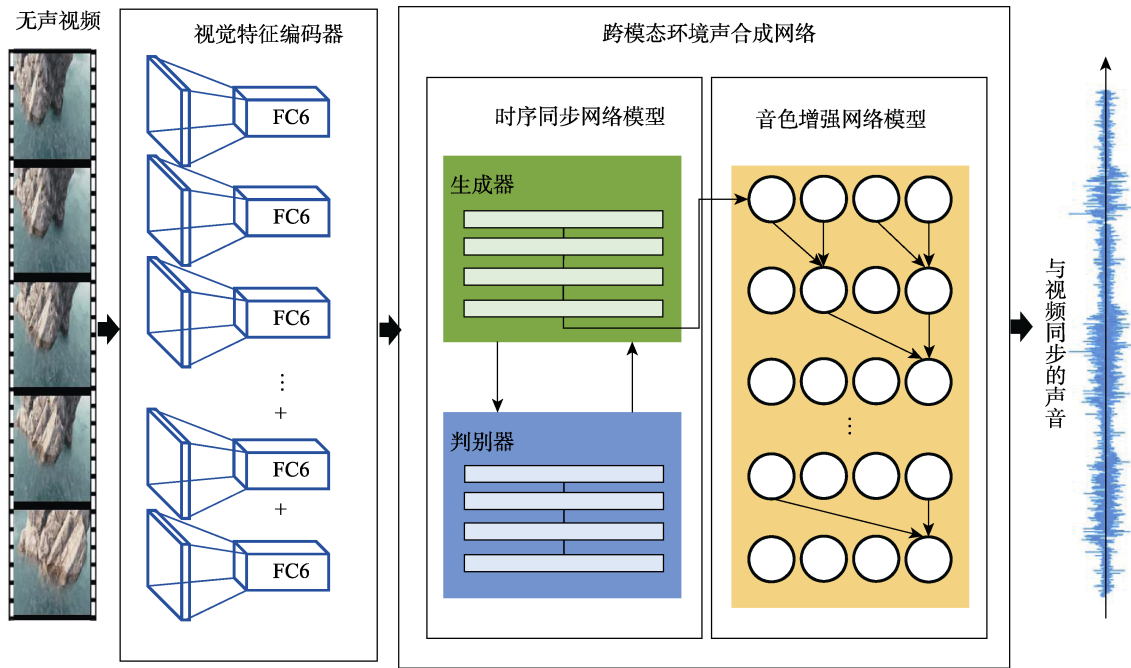 无声视频
视觉特征编码器
FC6
FC6
FC6
…
+
FC6
+
FC6
跨模态环境声合成网络
时序同步网络模型
生成器
判别器
音色增强网络模型
…
与视频同步的声音